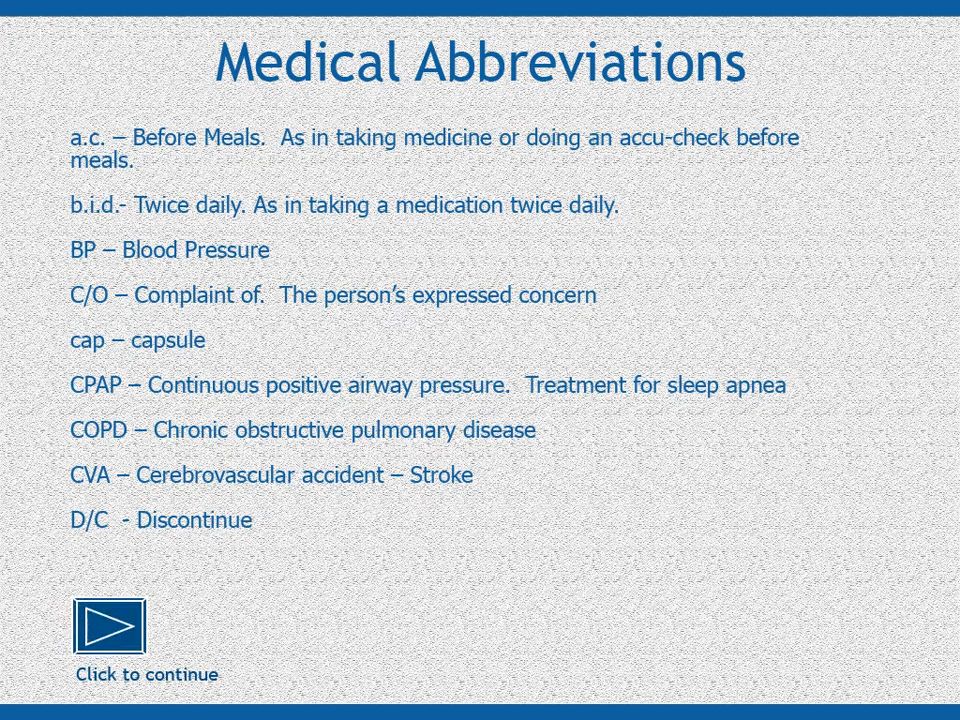 Medical Abbreviations
a.c. – Before Meals.  As in taking medicine or doing an accu-check before
meals.
b.i.d.- Twice daily. As in taking a medication twice daily.
BP – Blood Pressure
C/O – Complaint of.  The person’s expressed concern
cap – capsule
CPAP – Continuous positive airway pressure.  Treatment for sleep apnea
COPD – Chronic obstructive pulmonary disease
CVA – Cerebrovascular accident – Stroke
D/C  - Discontinue
Click to continue